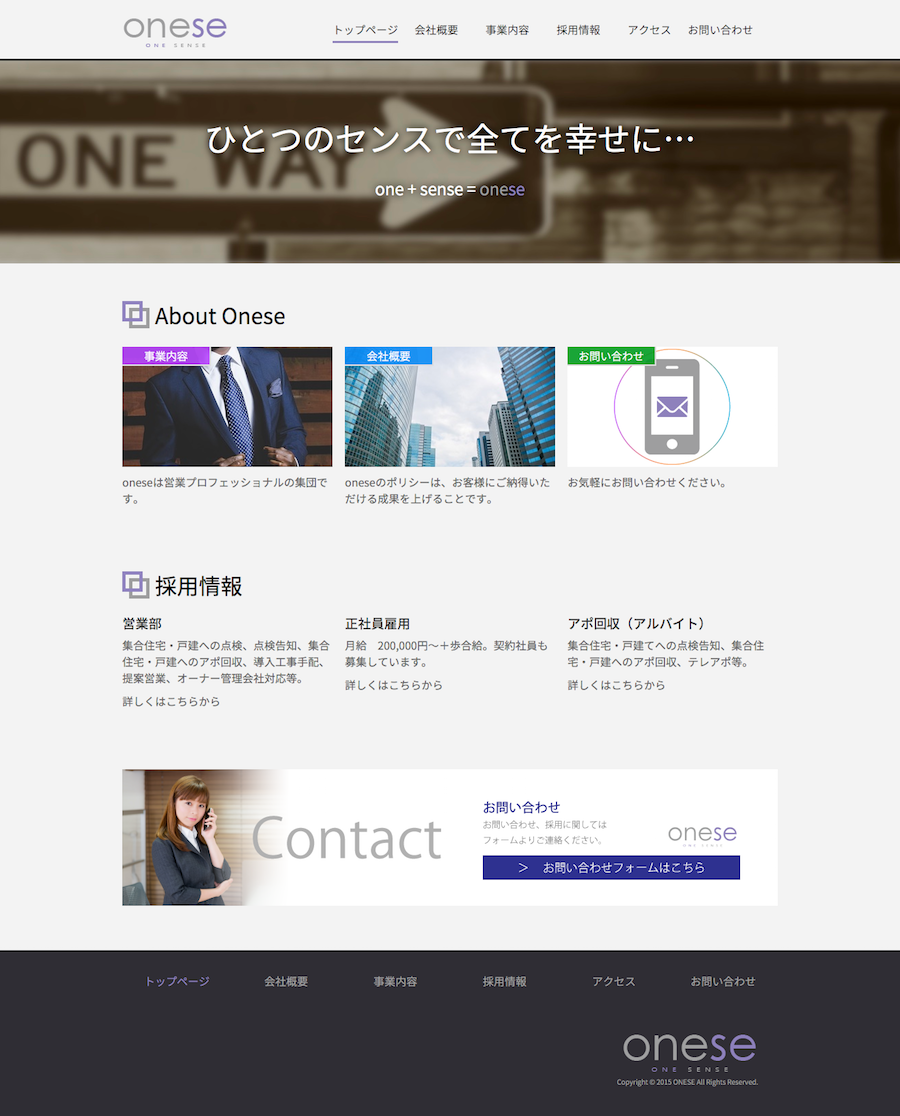 onese
ONE SENSE
トップページ 会社概要 事業内容 採用情報 アクセス お問い合わせ
ONE WAY
ひとつのセンスで全てを幸せに…
one + sense = onese
About Onese
事業内容
会社概要
お問い合わせ
oneseは営業プロフェッショナルの集団で
す。
oneseのポリシーは、お客様にご納得いた
だける成果を上げることです。
お気軽にお問い合わせください。
採用情報
営業部
集合住宅・戸建への点検、点検告知、集合
住宅・戸建へのアポ回収、導入工事手配、
提案営業、オーナー管理会社対応等。
詳しくはこちらから
正社員雇用
月給　200,000円～＋歩合給。契約社員も
募集しています。
詳しくはこちらから
アポ回収（アルバイト）
集合住宅・戸建てへの点検告知、集合住
宅・戸建へのアポ回収、テレアポ等。
詳しくはこちらから
Contact
お問い合わせ
お問い合わせ、採用に関しては
フォームよりご連絡ください。
＞　お問い合わせフォームはこちら
onese
ONE SENSE
トップページ 会社概要 事業内容 採用情報 アクセス お問い合わせ
onese
ONE SENSE
Copyright © 2015 ONESE All Rights Reserved.